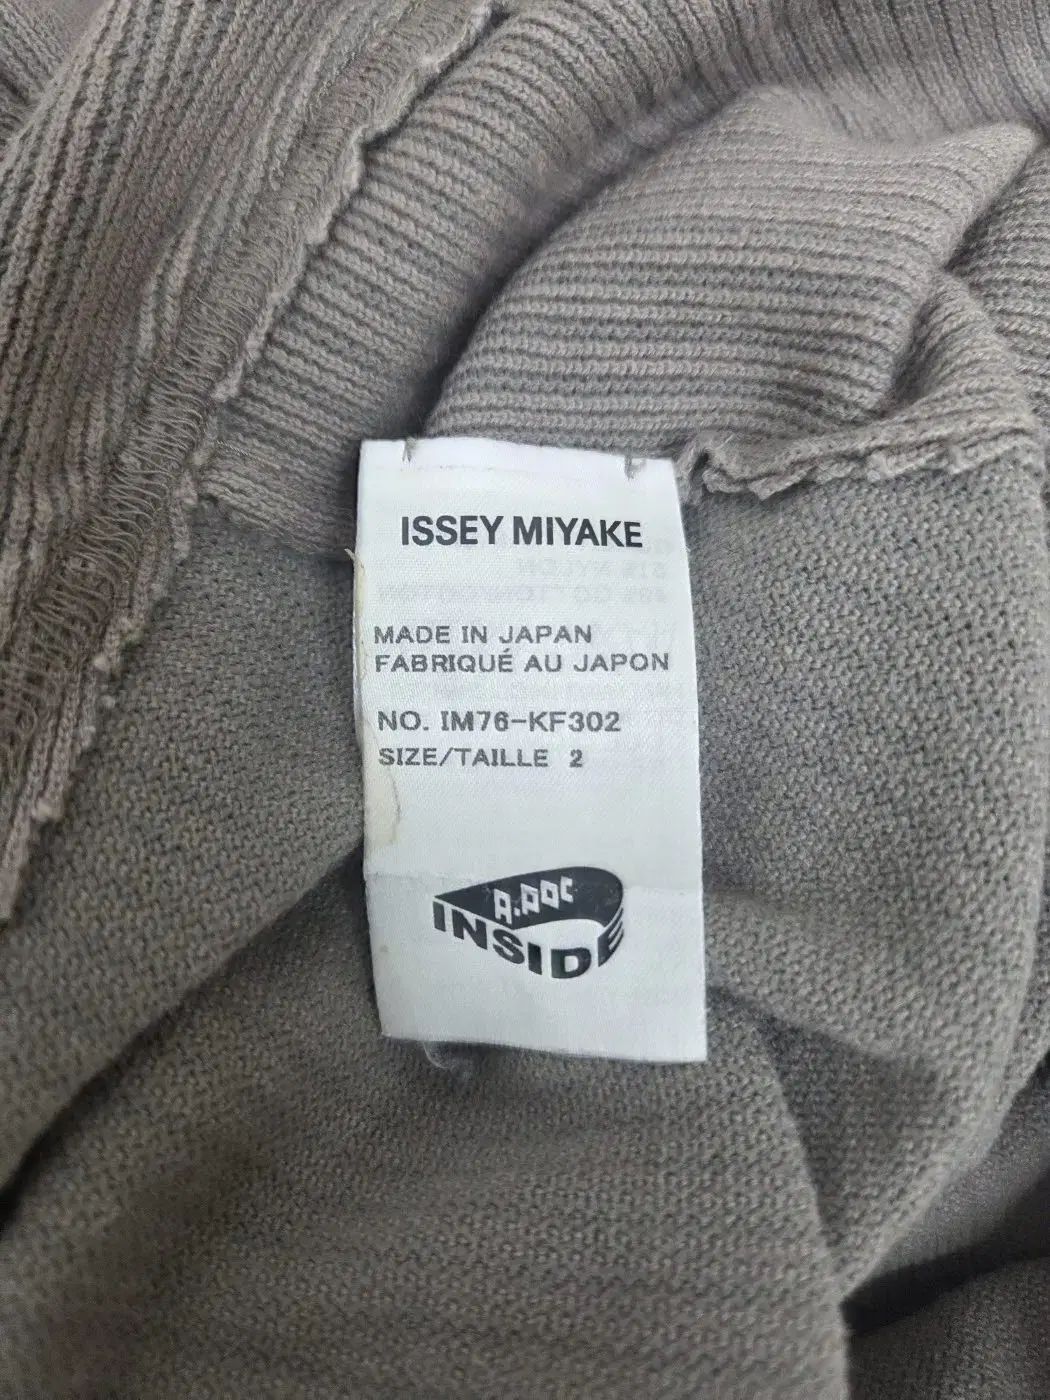 ISSEY MIYAKE
MADE IN JAPAN
FABRIQUÉ AU JAPON
NO. IM76-KF302
SIZE/TAILLE 2
A.POC
INSIDE